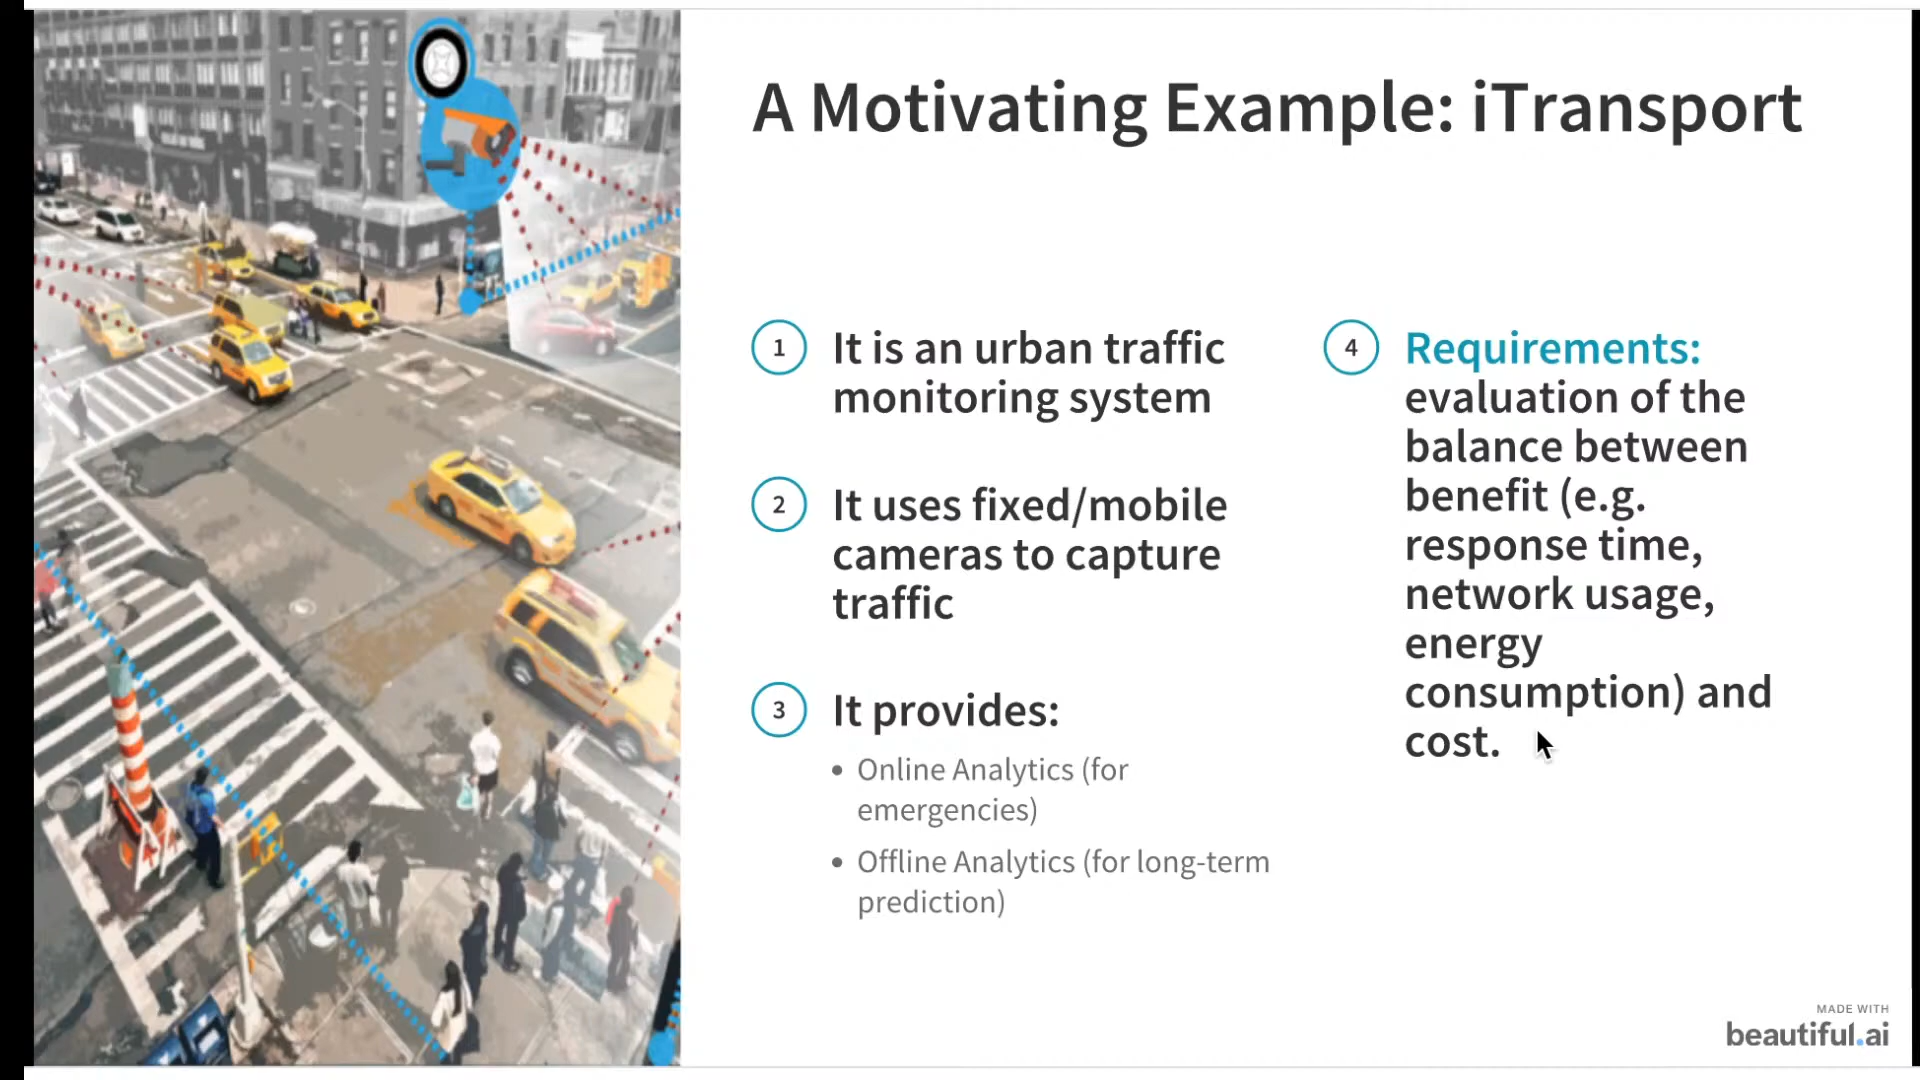 A Motivating Example: iTransport
1
It is an urban traffic
monitoring system
2
It uses fixed/mobile
cameras to capture
traffic
3
It provides:
• Online Analytics (for
emergencies)
• Offline Analytics (for long-term
prediction)
4
Requirements:
evaluation of the
balance between
benefit (e.g.
response time,
network usage,
energy
consumption) and
cost.
MADE WITH
beautiful.ai